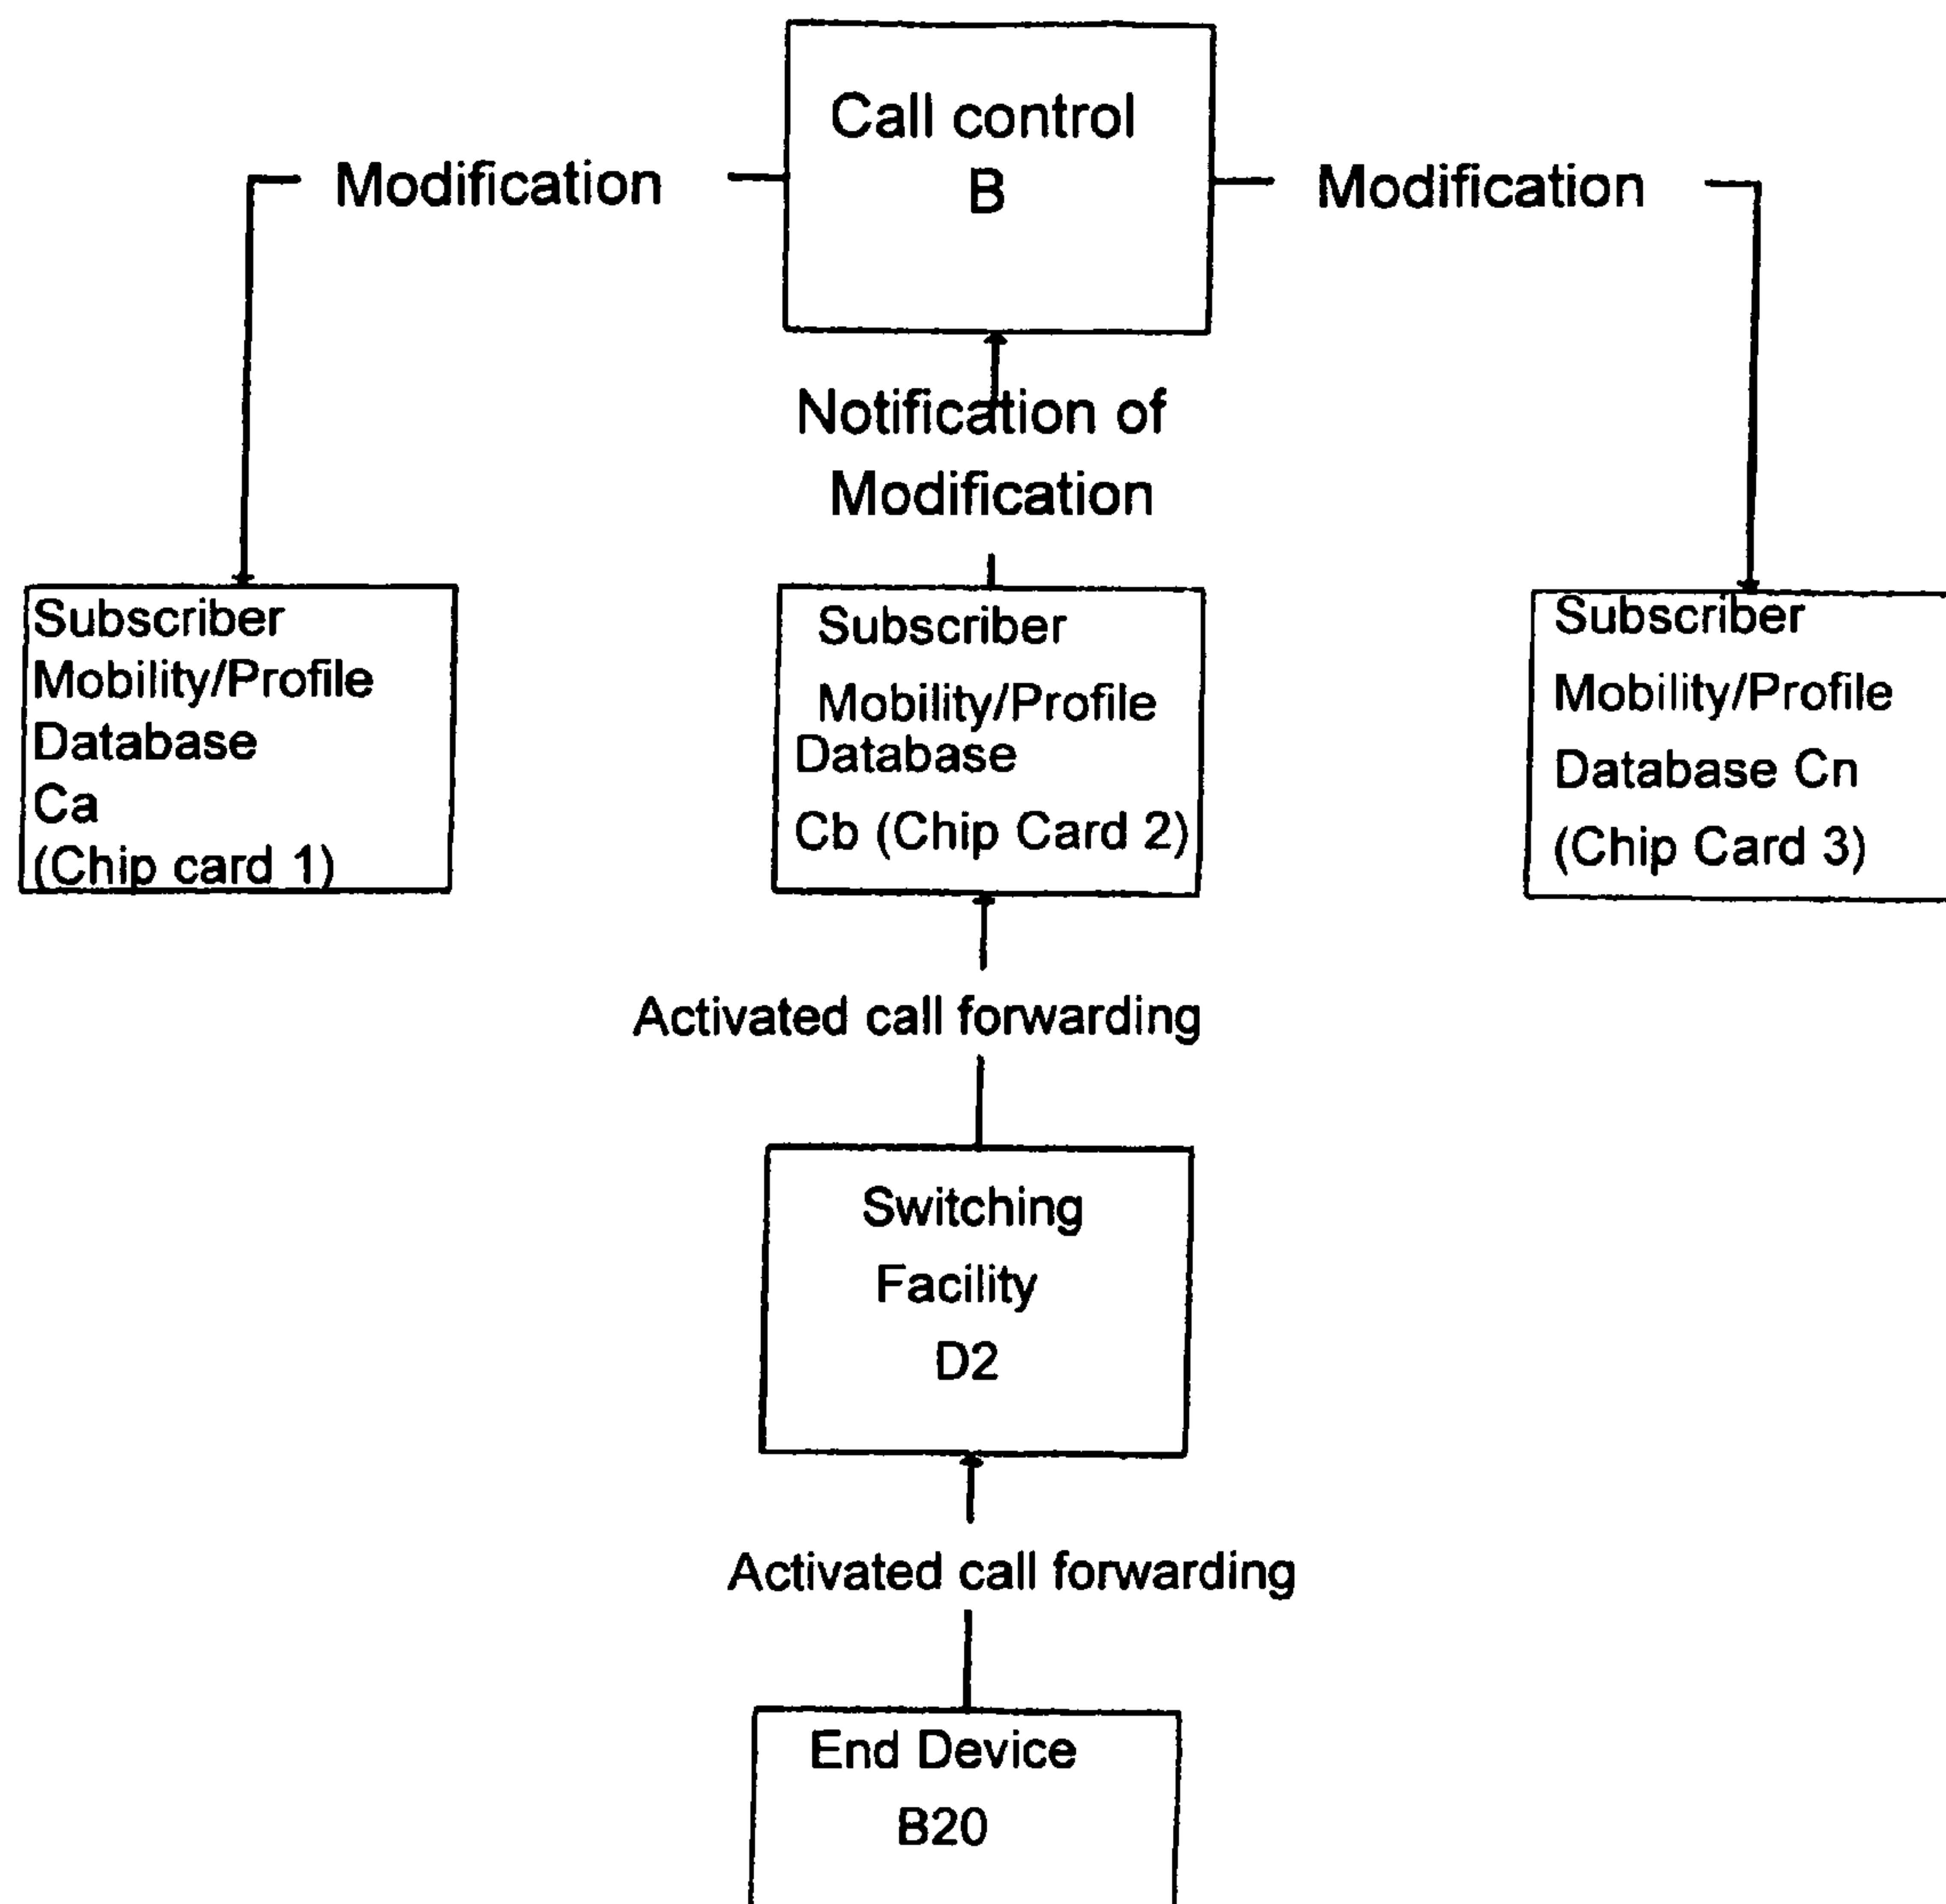 Call control
B
Modification
Modification
Notification of
Modification
Subscriber
Mobility/Profile
Database
Ca
(Chip card 1)
Subscriber
Mobility/Profile
Database
Cb (Chip Card 2)
Subscriber
Mobility/Profile
Database Cn
(Chip Card 3)
Activated call forwarding
Switching
Facility
D2
Activated call forwarding
End Device
B20